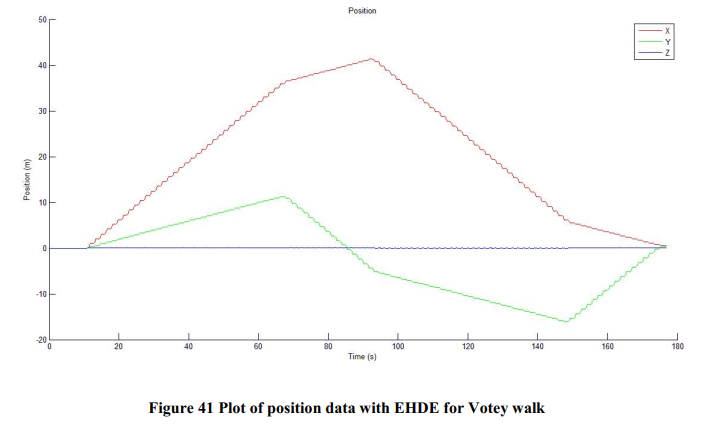 Position
X
Y
Z
50
40
30
20
10
0
-10
-20
Position (m)
0 20 40 60 80 100 120 140 160 180
Time (s)
Figure 41 Plot of position data with EHDE for Votey walk